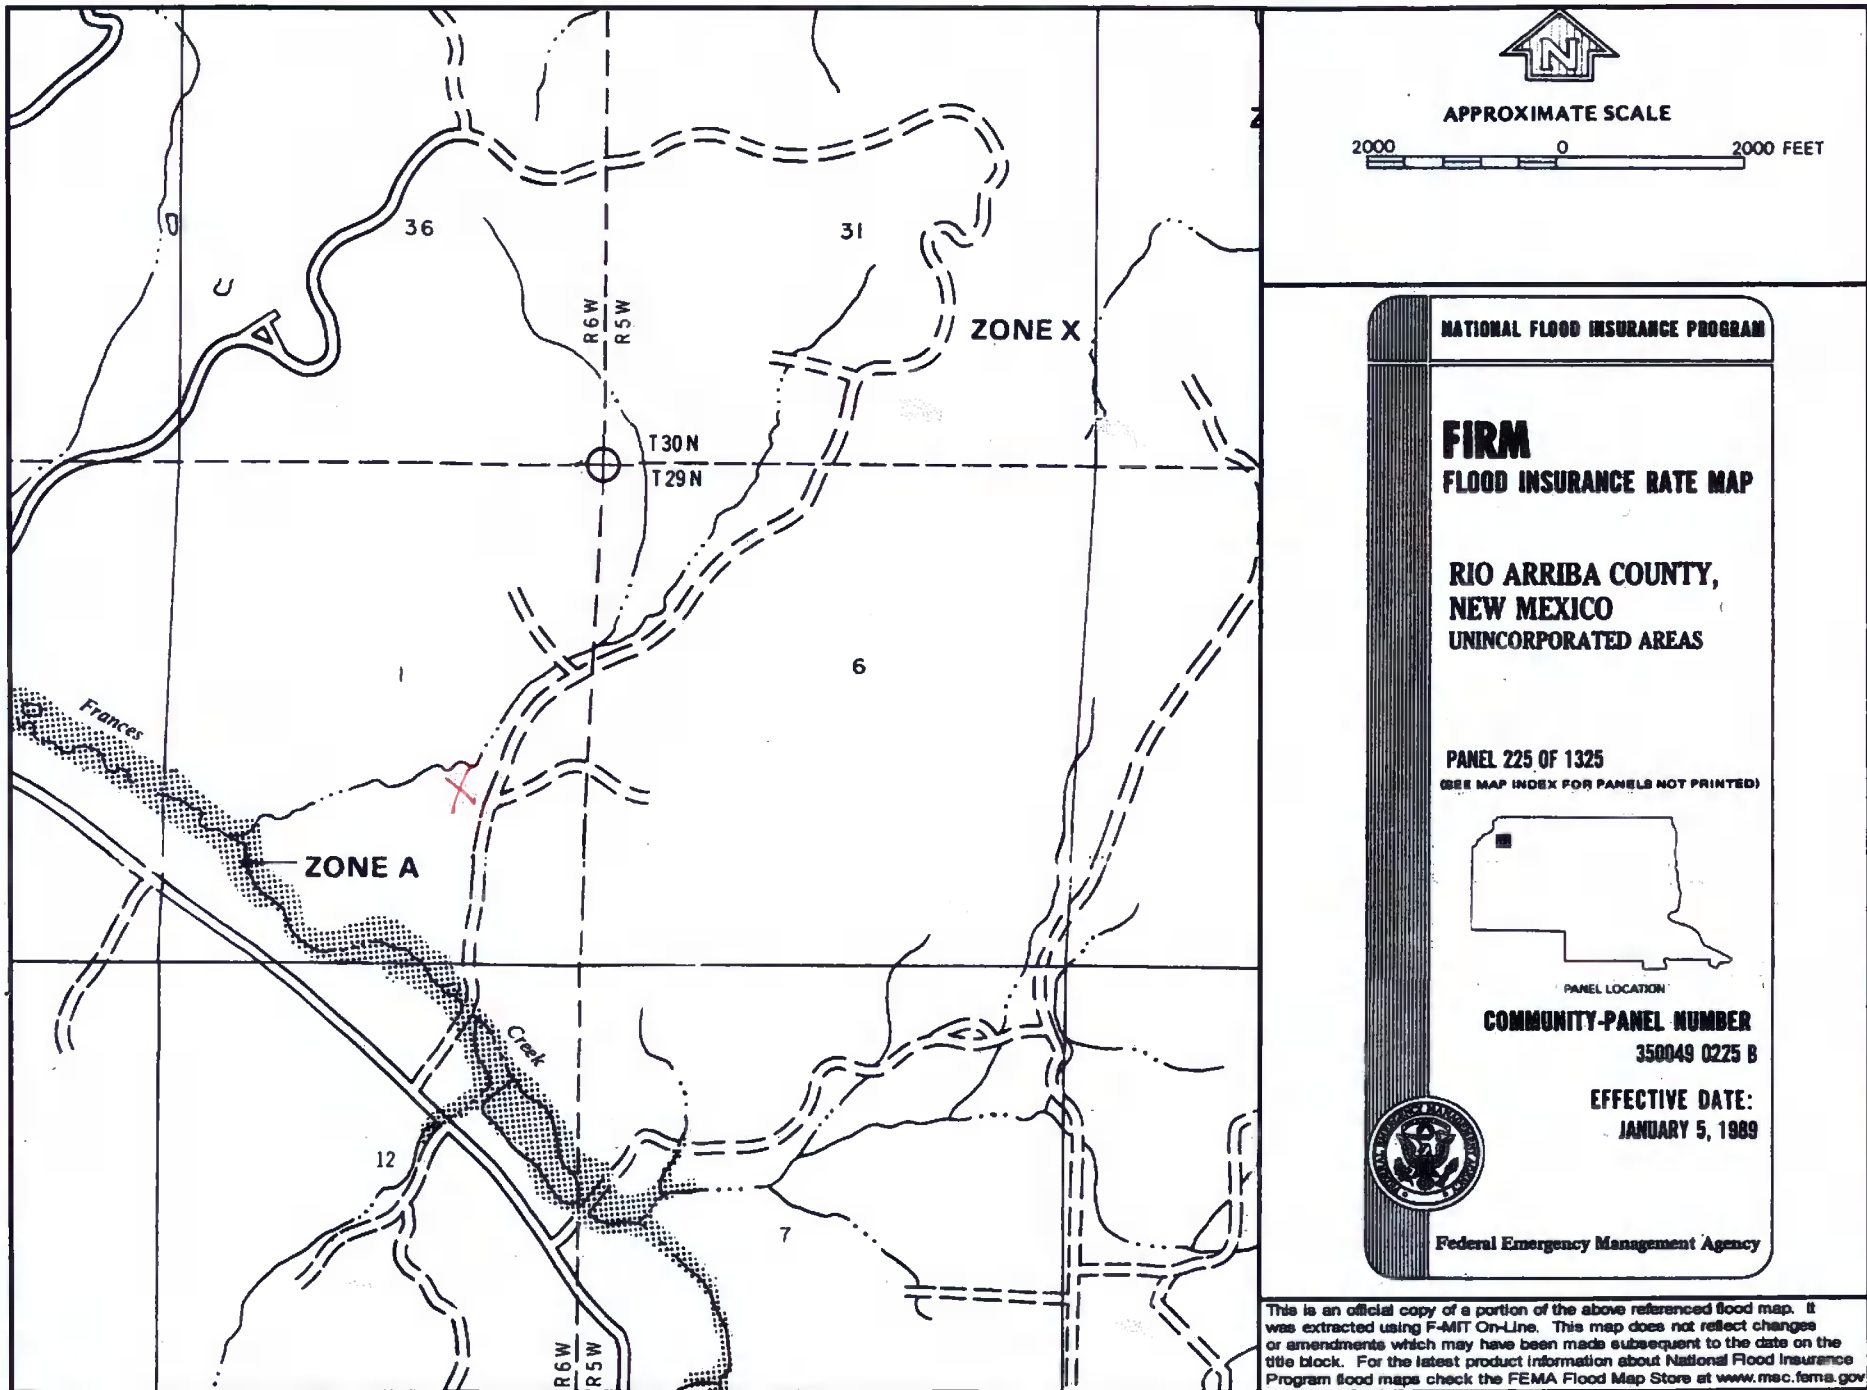 N
APPROXIMATE SCALE
2000 0 2000 FEET
36
31
R6W
R5W
ZONE X
T30N
T29N
1
6
Frances
ZONE A
Creek
12
7
R6W
R5W
NATIONAL FLOOD INSURANCE PROGRAM
FIRM
FLOOD INSURANCE RATE MAP
RIO ARRIBA COUNTY,
NEW MEXICO
UNINCORPORATED AREAS
PANEL 225 OF 1325
(SEE MAP INDEX FOR PANELS NOT PRINTED)
PANEL LOCATION
COMMUNITY-PANEL NUMBER
350049 0225 B
EFFECTIVE DATE:
JANUARY 5, 1989
Federal Emergency Management Agency
This is an official copy of a portion of the above referenced flood map. It
was extracted using F-MIT On-Line. This map does not reflect changes
or amendments which may have been made subsequent to the date on the
title block. For the latest product information about National Flood Insurance
Program flood maps check the FEMA Flood Map Store at www.msc.fema.gov